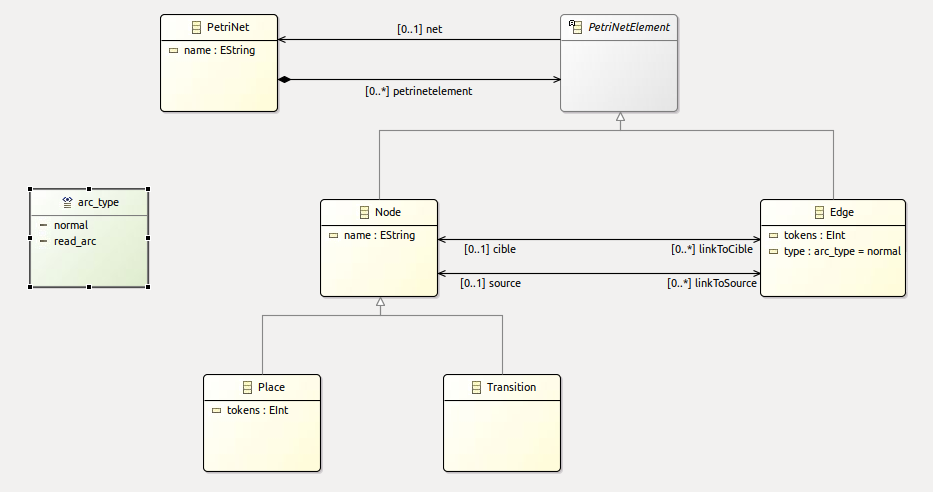 PetriNet
name : EString
[0..1] net
[0..*] petrinetelement
PetriNetElement
arc_type
normal
read_arc
Node
name : EString
[0..1] cible
[0..*] linkToCible
[0..1] source
[0..*] linkToSource
Edge
tokens : EInt
type : arc_type = normal
Place
tokens : EInt
Transition